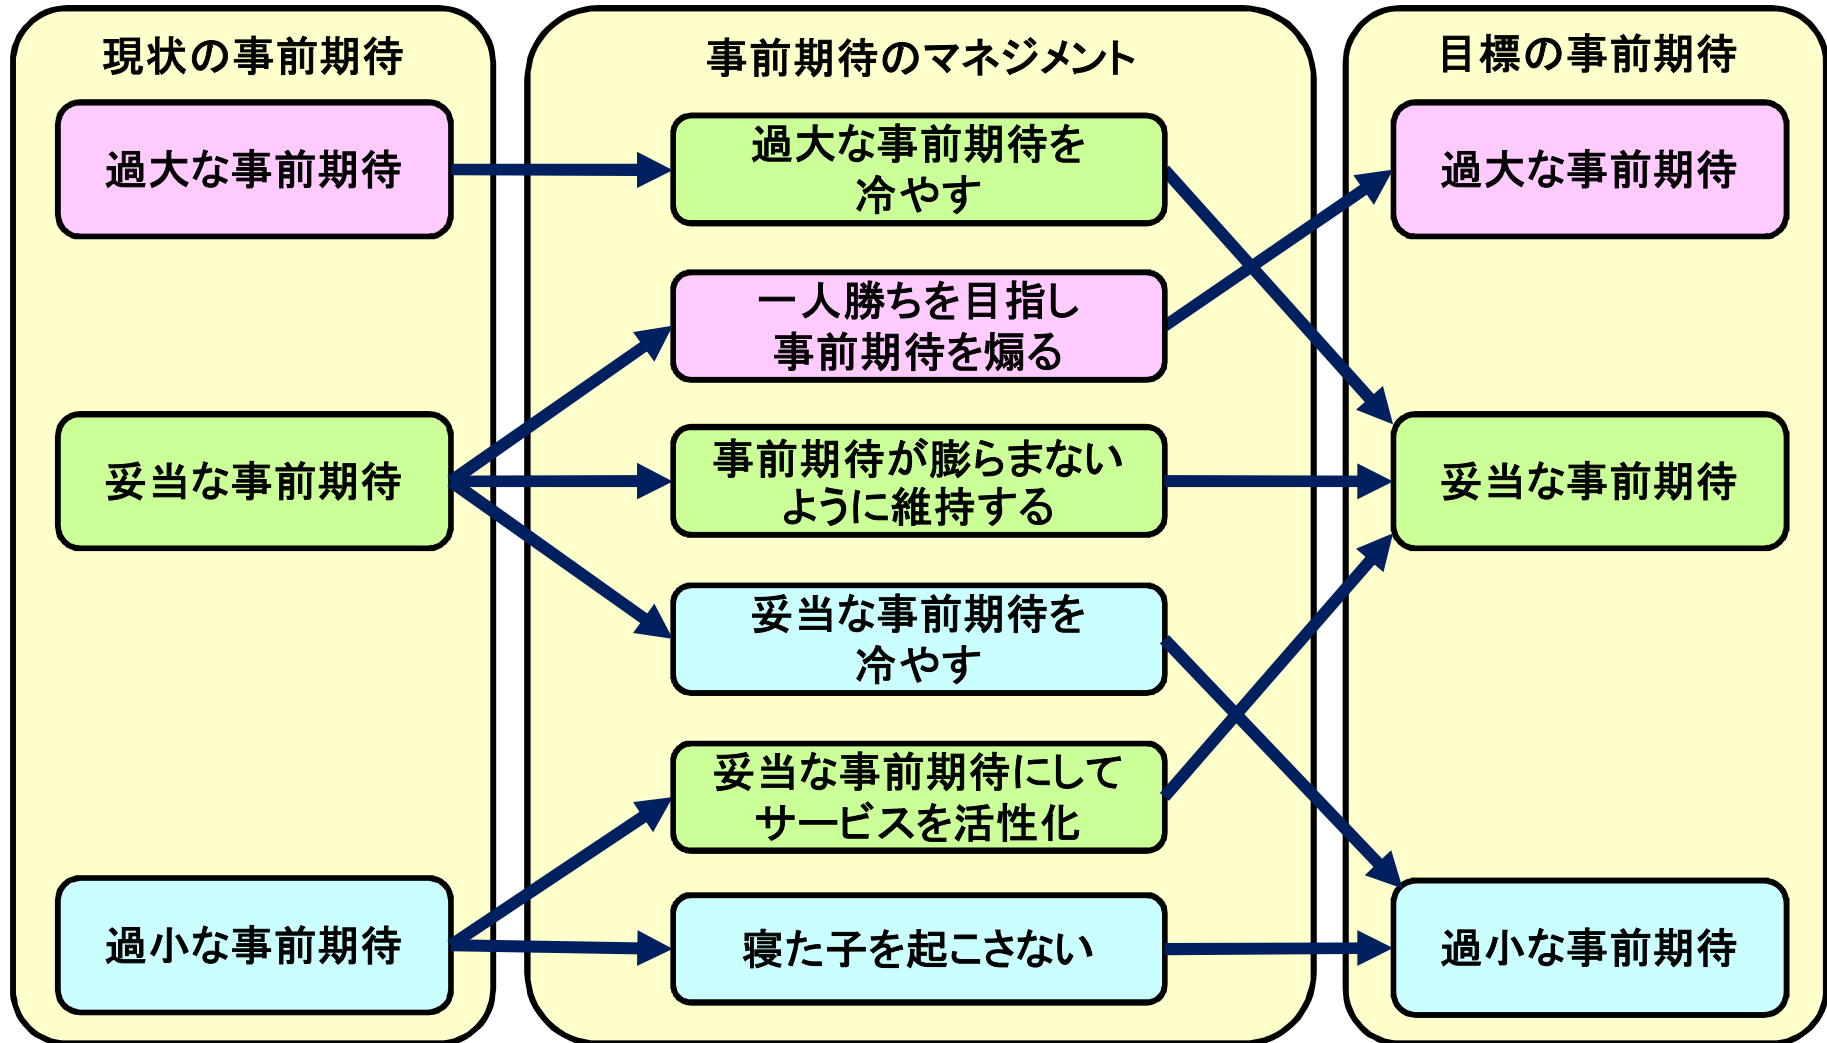 現状の事前期待
過大な事前期待
妥当な事前期待
過小な事前期待
事前期待のマネジメント
過大な事前期待を
冷やす
一人勝ちを目指し
事前期待を煽る
事前期待が膨らまない
ように維持する
妥当な事前期待を
冷やす
妥当な事前期待にして
サービスを活性化
寝た子を起こさない
目標の事前期待
過大な事前期待
妥当な事前期待
過小な事前期待